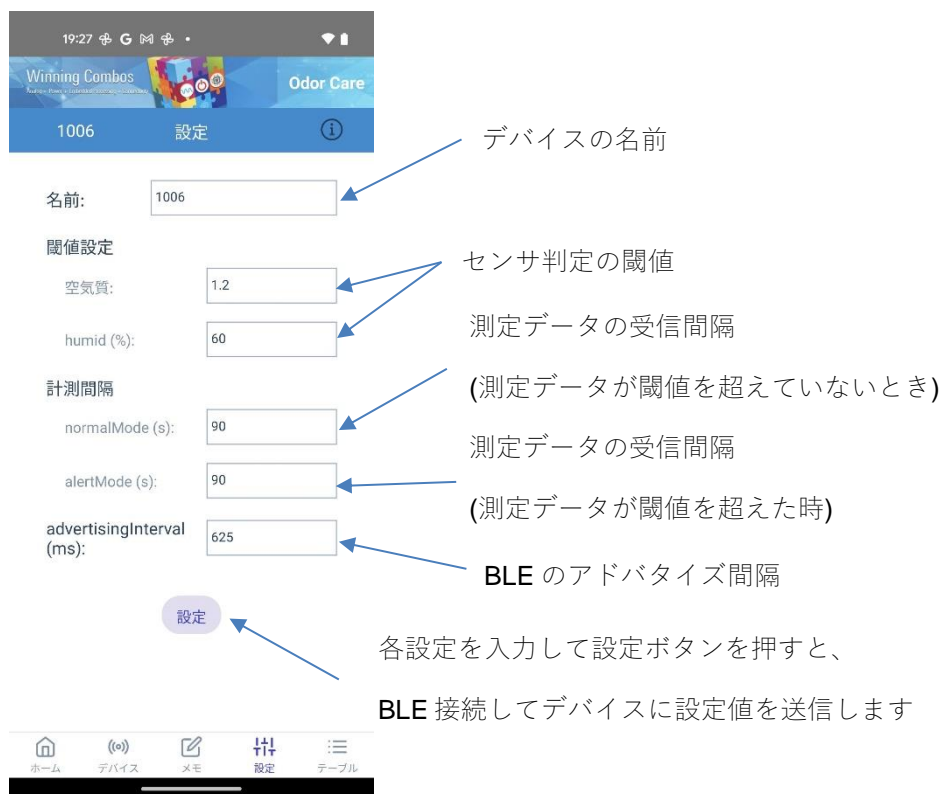 19:27
Winning Combos
Odor Care
1006 設定
デバイスの名前
名前: 1006
閾値設定
センサ判定の閾値
空気質: 1.2
humid (%): 60
測定データの受信間隔
(測定データが閾値を超えていないとき)
計測間隔
normalMode (s): 90
測定データの受信間隔
(測定データが閾値を超えた時)
alertMode (s): 90
advertisingInterval
(ms): 625
BLE のアドバタイズ間隔
設定
各設定を入力して設定ボタンを押すと、
BLE 接続してデバイスに設定値を送信します
ホーム デバイス メモ 設定 テーブル